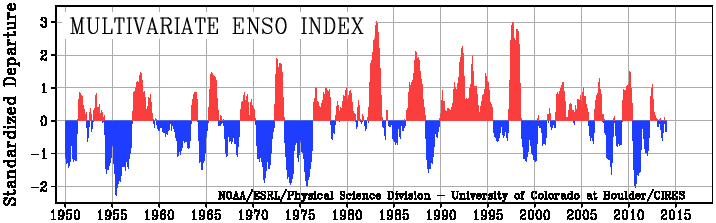 MULTIVARIATE ENSO INDEX
Standardized Departure
3
2
1
0
-1
-2
NOAA/ESRL/Physical Science Division – University of Colorado at Boulder/CIRES
1950 1955 1960 1965 1970 1975 1980 1985 1990 1995 2000 2005 2010 2015